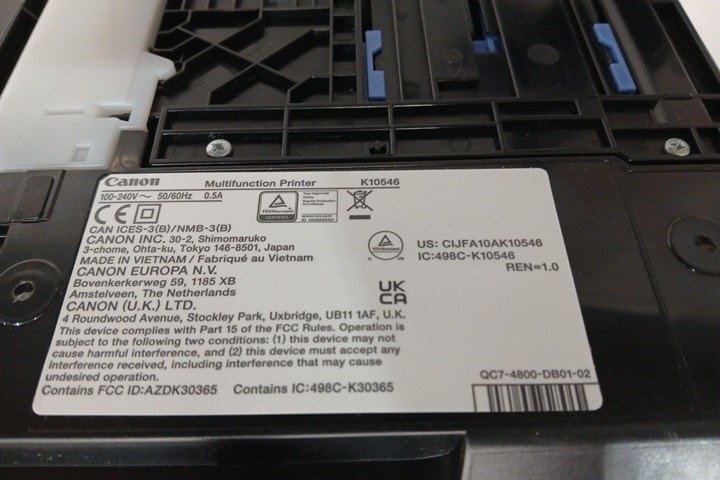 Canon Multifunction Printer K10546
100-240V~ 50/60Hz 0.5A
CAN ICES-3(B)/NMB-3(B)
CANON INC. 30-2, Shimomaruko
3-chome, Ohta-ku, Tokyo 146-8501, Japan
MADE IN VIETNAM / Fabriqué au Vietnam
CANON EUROPA N.V.
Bovenkerkerweg 59, 1185 XB
Amstelveen, The Netherlands
CANON (U.K.) LTD.
4 Roundwood Avenue, Stockley Park, Uxbridge, UB11 1AF, U.K.
This device complies with Part 15 of the FCC Rules. Operation is
subject to the following two conditions: (1) this device may not
cause harmful interference, and (2) this device must accept any
interference received, including interference that may cause
undesired operation.
Contains FCC ID:AZDK30365 Contains IC:498C-K30365
TÜVRheinland
CERTIFIED
www.tuv.com
UK
CA
US: CIJFA10AK10546
IC:498C-K10546
REN=1.0
QC7-4800-DB01-02